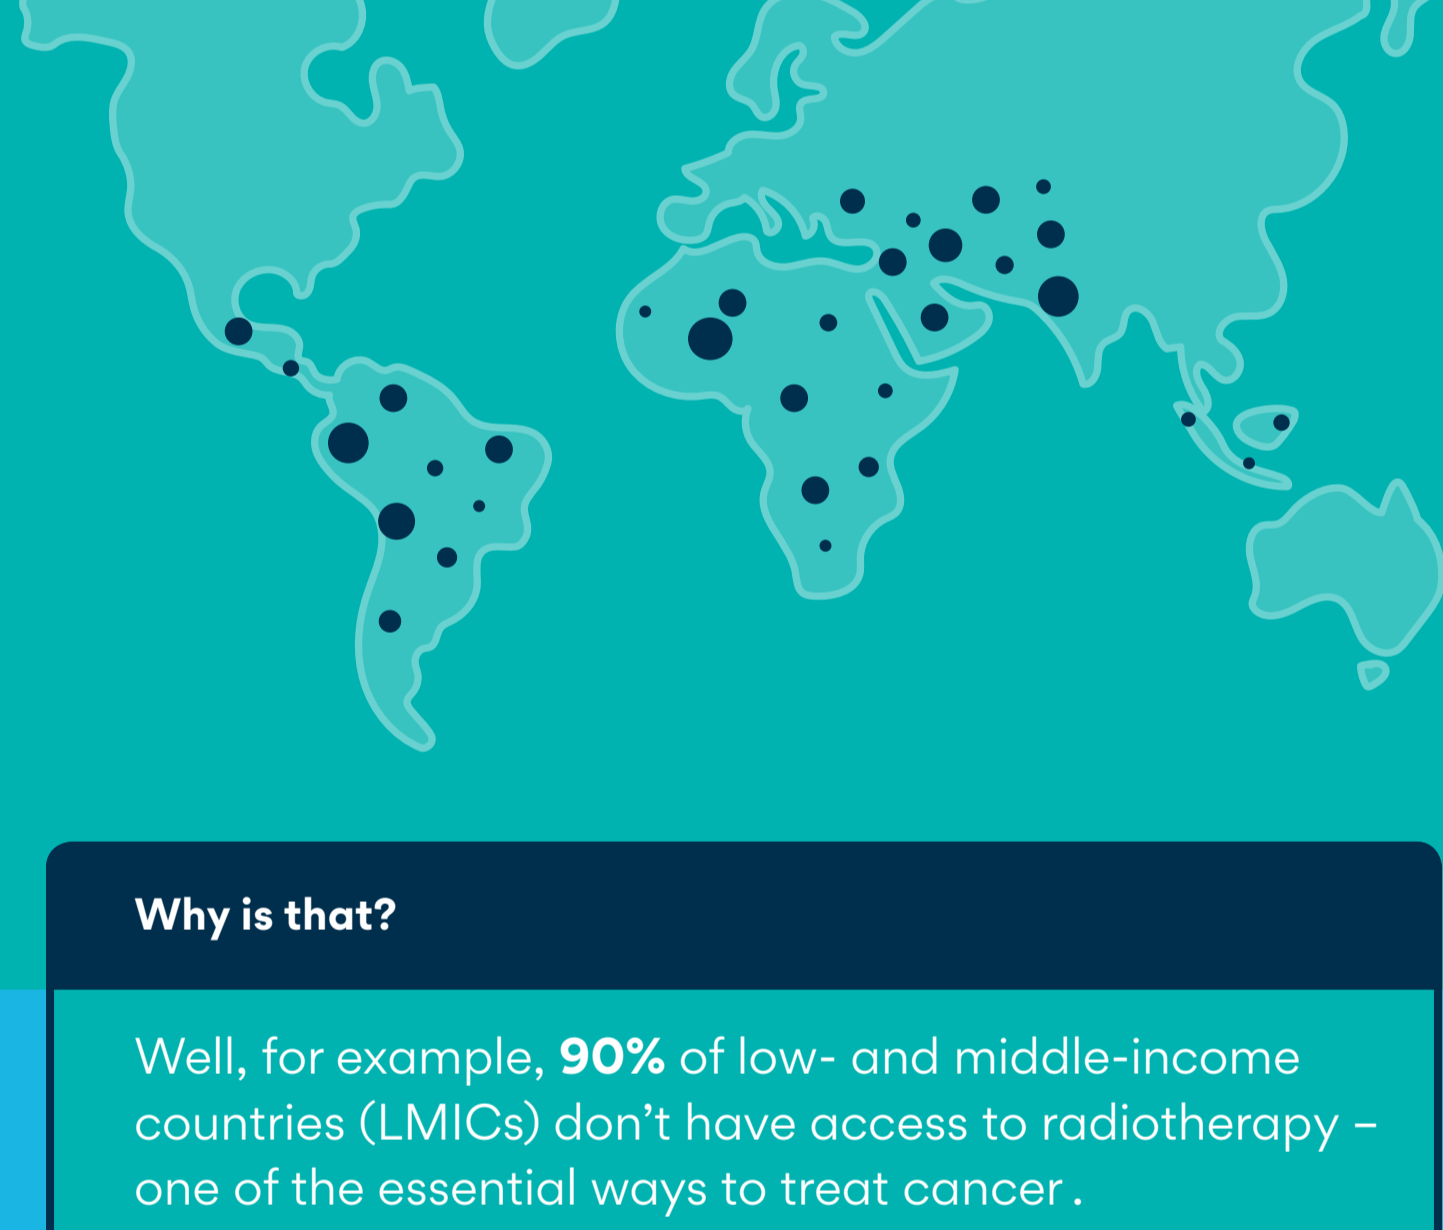 Why is that?
Well, for example, 90% of low- and middle-income
countries (LMICs) don’t have access to radiotherapy –
one of the essential ways to treat cancer .